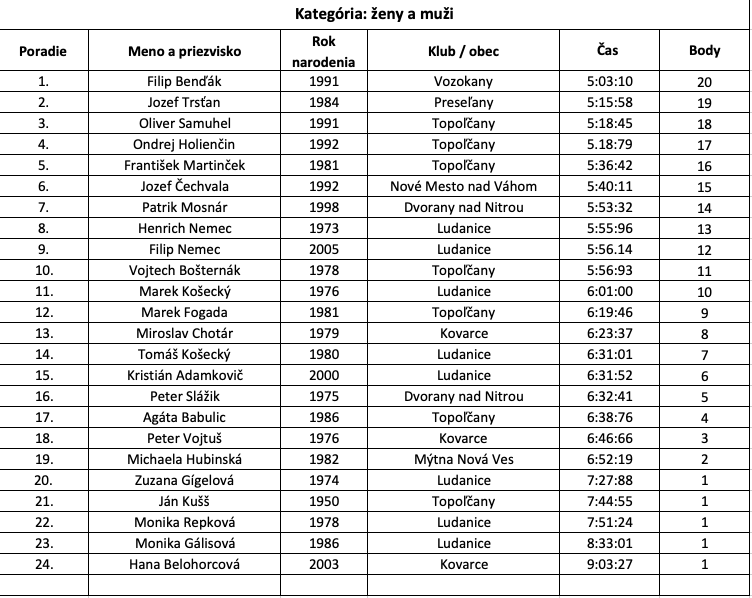 Kategória: ženy a muži
Poradie Meno a priezvisko Rok narodenia Klub / obec Čas Body
1. Filip Benďák 1991 Vozokany 5:03:10 20
2. Jozef Trsťan 1984 Preseľany 5:15:58 19
3. Oliver Samuhel 1991 Topoľčany 5:18:45 18
4. Ondrej Holienčin 1992 Topoľčany 5.18:79 17
5. František Martinček 1981 Topoľčany 5:36:42 16
6. Jozef Čechvala 1992 Nové Mesto nad Váhom 5:40:11 15
7. Patrik Mosnár 1998 Dvorany nad Nitrou 5:53:32 14
8. Henrich Nemec 1973 Ludanice 5:55:96 13
9. Filip Nemec 2005 Ludanice 5:56.14 12
10. Vojtech Bošternák 1978 Topoľčany 5:56:93 11
11. Marek Košecký 1976 Ludanice 6:01:00 10
12. Marek Fogada 1981 Topoľčany 6:19:46 9
13. Miroslav Chotár 1979 Kovarce 6:23:37 8
14. Tomáš Košecký 1980 Ludanice 6:31:01 7
15. Kristián Adamkovič 2000 Ludanice 6:31:52 6
16. Peter Slážik 1975 Dvorany nad Nitrou 6:32:41 5
17. Agáta Babulic 1986 Topoľčany 6:38:76 4
18. Peter Vojtuš 1976 Kovarce 6:46:66 3
19. Michaela Hubinská 1982 Mýtna Nová Ves 6:52:19 2
20. Zuzana Gígelová 1974 Ludanice 7:27:88 1
21. Ján Kušš 1950 Topoľčany 7:44:55 1
22. Monika Repková 1978 Ludanice 7:51:24 1
23. Monika Gálisová 1986 Ludanice 8:33:01 1
24. Hana Belohorcová 2003 Kovarce 9:03:27 1